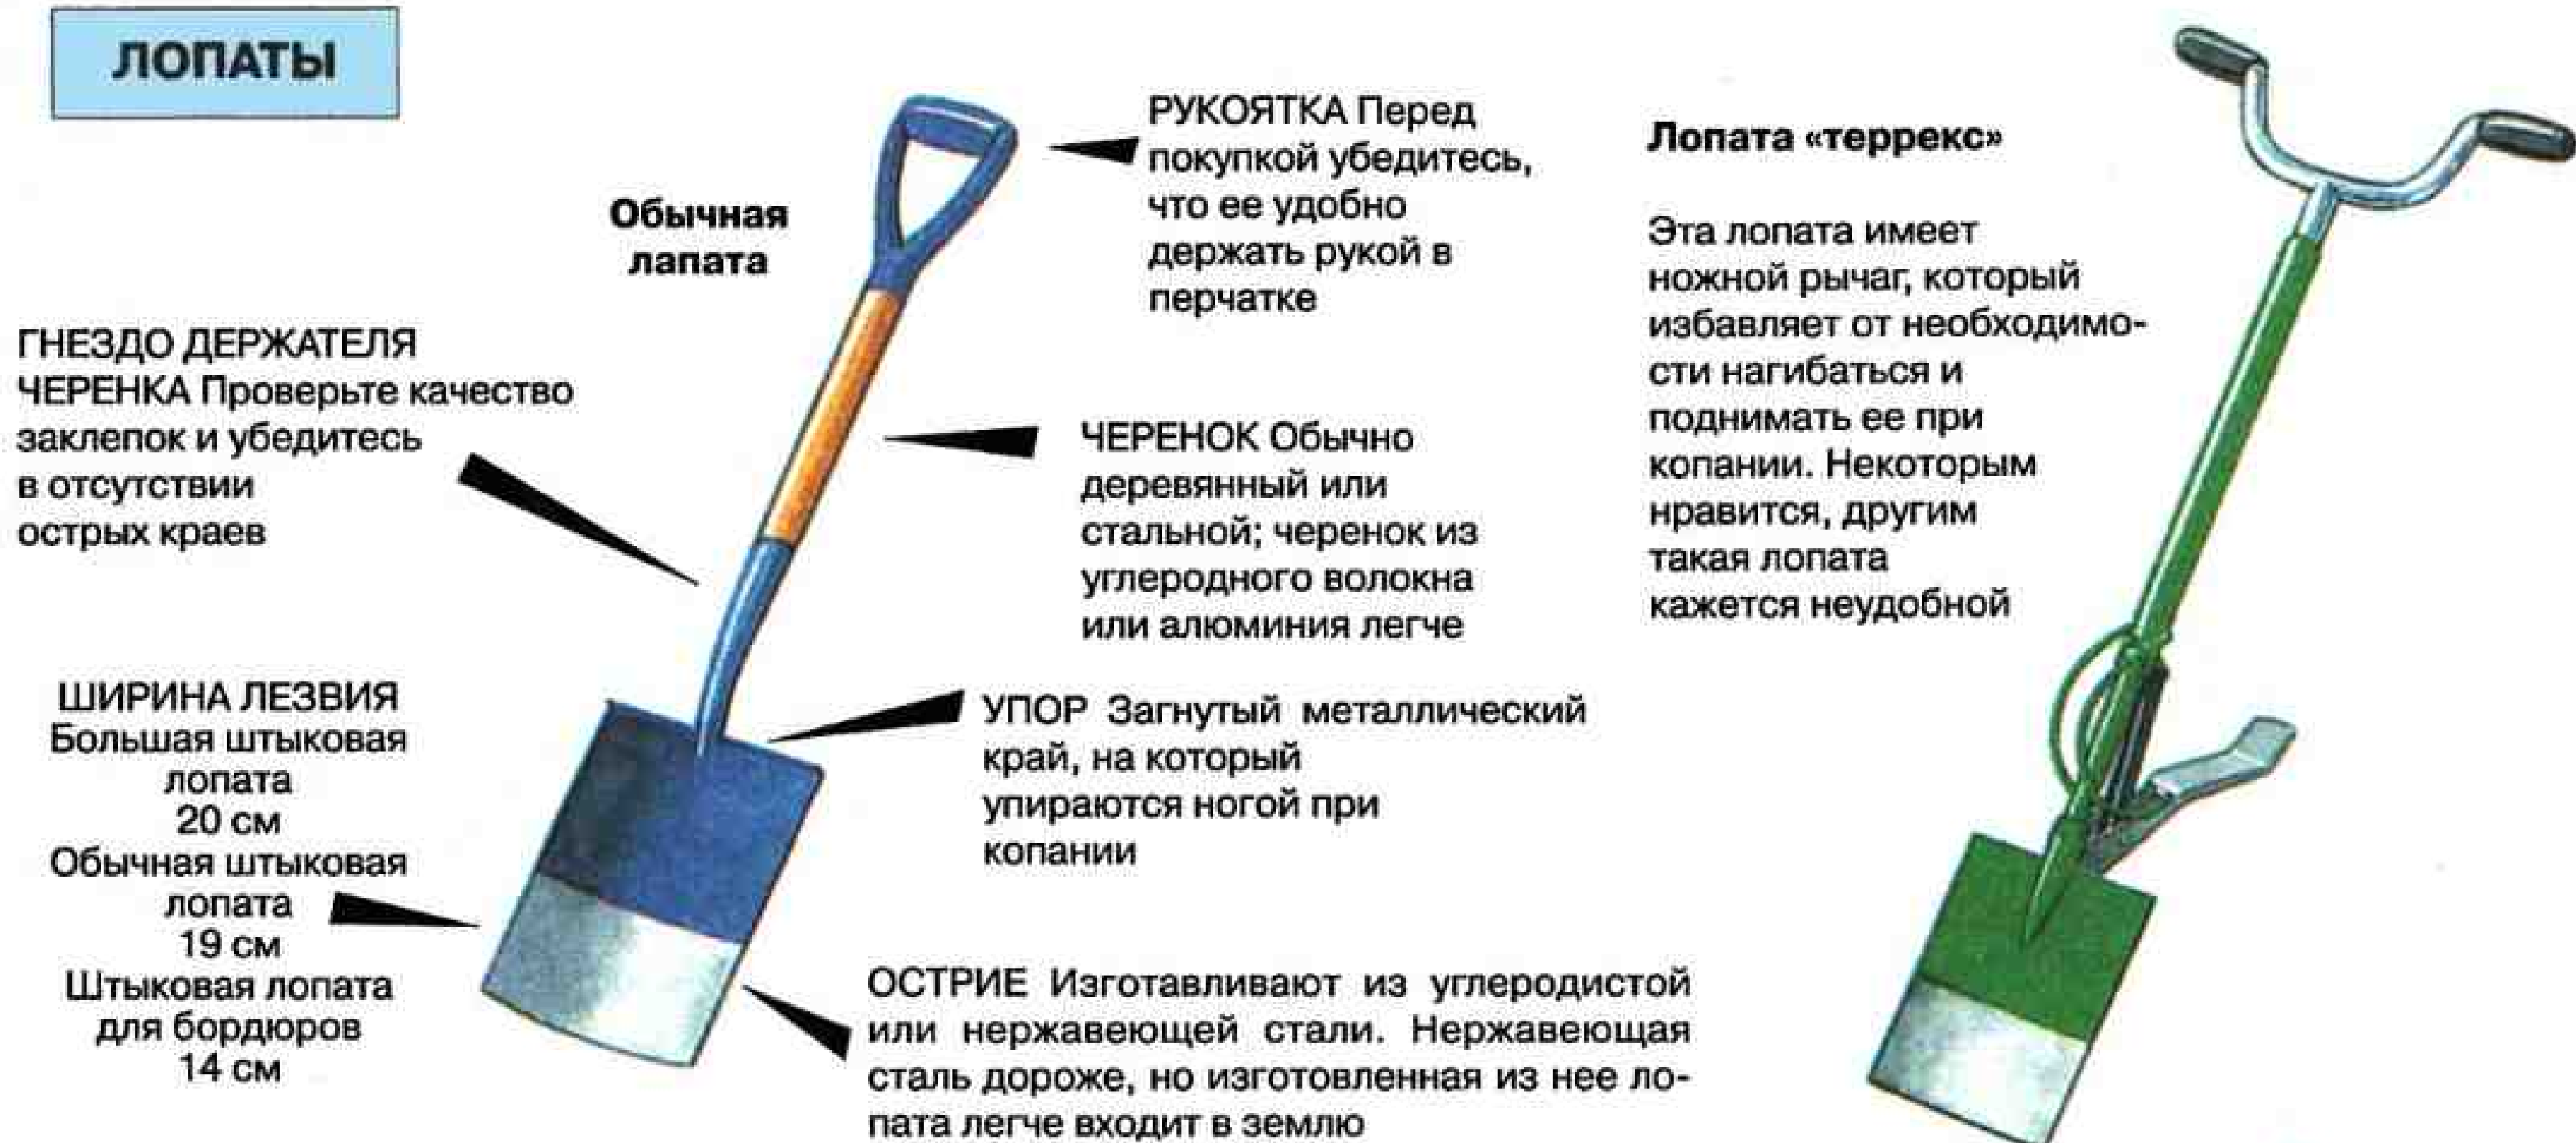 ЛОПАТЫ
Обычная
лапата
РУКОЯТКА Перед
покупкой убедитесь,
что ее удобно
держать рукой в
перчатке
ГНЕЗДО ДЕРЖАТЕЛЯ
ЧЕРЕНКА Проверьте качество
заклепок и убедитесь
в отсутствии
острых краев
ЧЕРЕНОК Обычно
деревянный или
стальной; черенок из
углеродного волокна
или алюминия легче
ШИРИНА ЛЕЗВИЯ
Большая штыковая
лопата
20 см
Обычная штыковая
лопата
19 см
Штыковая лопата
для бордюров
14 см
УПОР Загнутый металлический
край, на который
упираются ногой при
копании
ОСТРИЕ Изготавливают из углеродистой
или нержавеющей стали. Нержавеющая
сталь дороже, но изготовленная из нее ло-
пата легче входит в землю
Лопата «террекс»
Эта лопата имеет
ножной рычаг, который
избавляет от необходимо-
сти нагибаться и
поднимать ее при
копании. Некоторым
нравится, другим
такая лопата
кажется неудобной